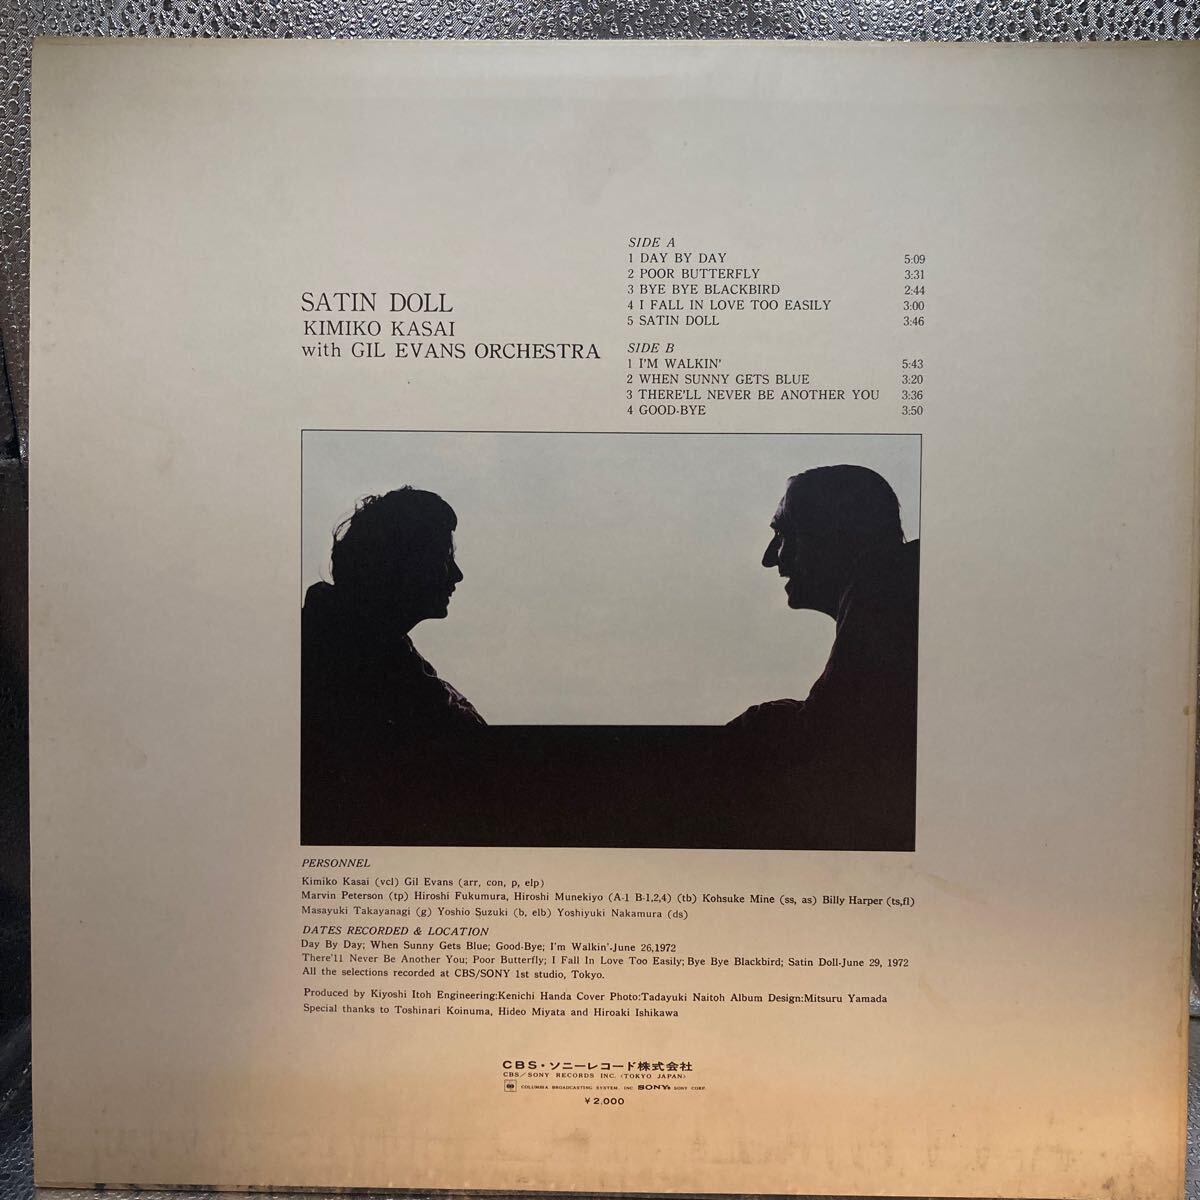 SATIN DOLL
KIMIKO KASAI
with GIL EVANS ORCHESTRA
SIDE A
1 DAY BY DAY 5:09
2 POOR BUTTERFLY 3:31
3 BYE BYE BLACKBIRD 2:44
4 I FALL IN LOVE TOO EASILY 3:00
5 SATIN DOLL 3:46
SIDE B
1 I'M WALKIN' 5:43
2 WHEN SUNNY GETS BLUE 3:20
3 THERE'LL NEVER BE ANOTHER YOU 3:36
4 GOOD-BYE 3:50
PERSONNEL
Kimiko Kasai (vcl) Gil Evans (arr, con, p, elp)
Marvin Peterson (tp) Hiroshi Fukumura, Hiroshi Munekiyo (A-1 B-1,2,4) (tb) Kohsuke Mine (ss, as) Billy Harper (ts,fl)
Masayuki Takayanagi (g) Yoshio Suzuki (b, elb) Yoshiyuki Nakamura (ds)
DATES RECORDED & LOCATION
Day By Day; When Sunny Gets Blue; Good-Bye; I'm Walkin'-June 26,1972
There'll Never Be Another You; Poor Butterfly; I Fall In Love Too Easily; Bye Bye Blackbird; Satin Doll-June 29, 1972
All the selections recorded at CBS/SONY 1st studio, Tokyo.
Produced by Kiyoshi Itoh Engineering:Kenichi Handa Cover Photo:Tadayuki Naitoh Album Design:Mitsuru Yamada
Special thanks to Toshinari Koinuma, Hideo Miyata and Hiroaki Ishikawa
CBS・ソニーレコード株式会社
CBS/SONY RECORDS INC. (TOKYO JAPAN)
COLUMBIA BROADCASTING SYSTEM, INC. SONY® SONY CORP.
¥2,000